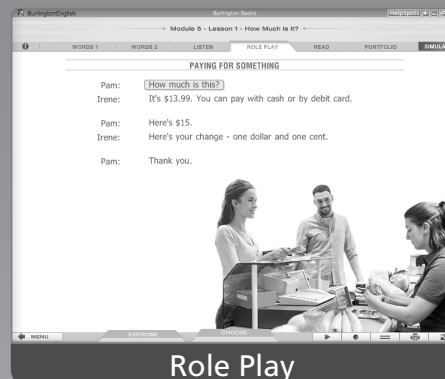 BurlingtonEnglish
Burlington Basics
HelpSpots
Module 5 - Lesson 1 - How Much Is It?
WORDS 1 WORDS 2 LISTEN ROLE PLAY READ PORTFOLIO SIMULA
PAYING FOR SOMETHING
Pam: How much is this?
Irene: It's $13.99. You can pay with cash or by debit card.
Pam: Here's $15.
Irene: Here's your change - one dollar and one cent.
Pam: Thank you.
MENU EXERCISE CHOOSE
Role Play